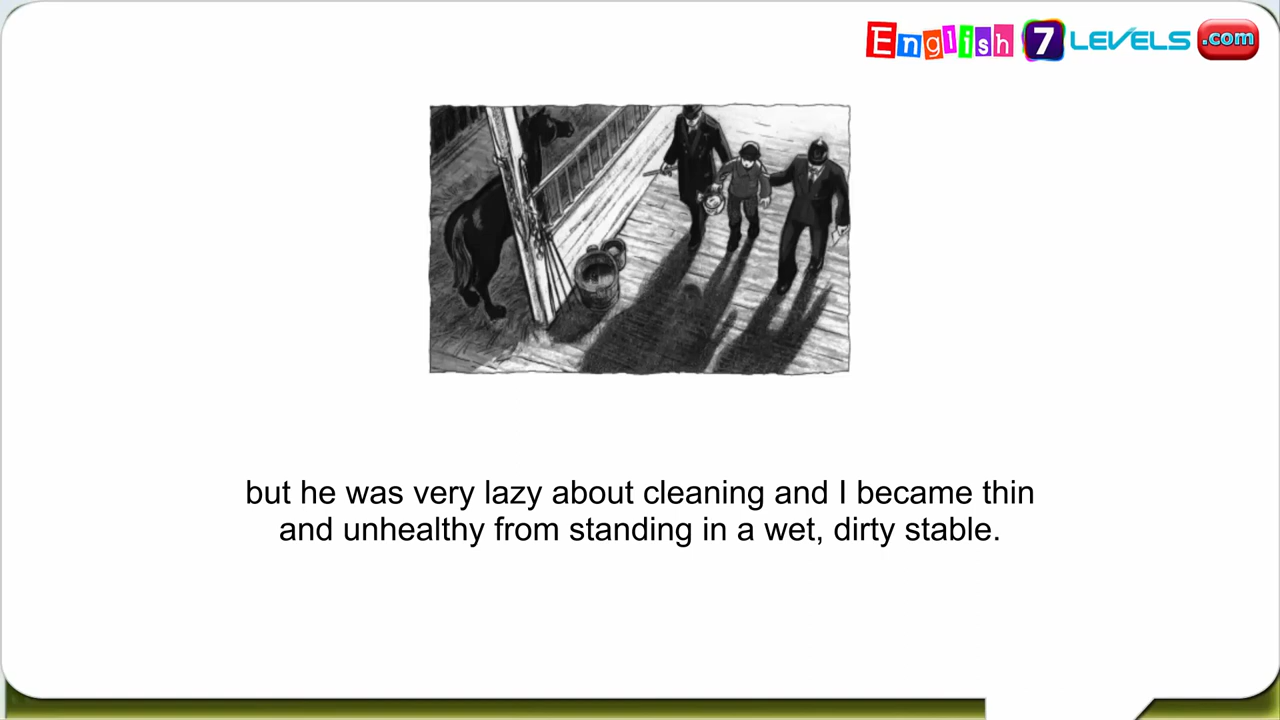 English 7 LEVELS .com
but he was very lazy about cleaning and I became thin
and unhealthy from standing in a wet, dirty stable.